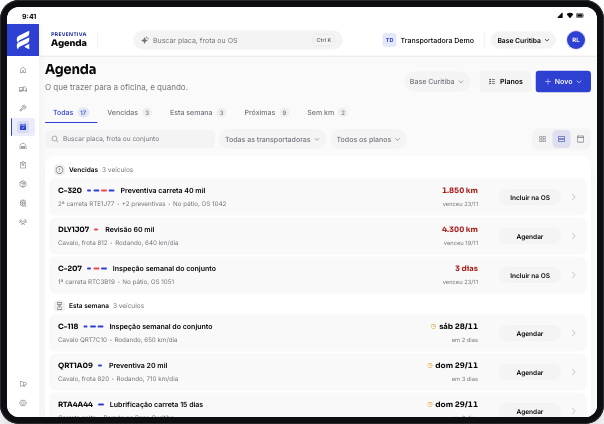 9:41
PREVENTIVA
Agenda
Buscar placa, frota ou OS
Ctrl K
TD
Transportadora Demo
Base Curitiba
RL
Agenda
O que trazer para a oficina, e quando.
Base Curitiba
Planos
+ Novo
Todas 17
Vencidas 3
Esta semana 3
Próximas 9
Sem km 2
Buscar placa, frota ou conjunto
Todas as transportadoras
Todos os planos
Vencidas 3 veículos
C-320 Preventiva carreta 40 mil
2ª carreta RTE1J77 · +2 preventivas · No pátio, OS 1042
1.850 km
venceu 23/11
Incluir na OS
DLY1J07 Revisão 60 mil
Cavalo, frota 812 · Rodando, 640 km/dia
4.300 km
venceu 19/11
Agendar
C-207 Inspeção semanal do conjunto
1ª carreta RTC3B19 · No pátio, OS 1051
3 dias
venceu 23/11
Incluir na OS
Esta semana 3 veículos
C-118 Inspeção semanal do conjunto
Cavalo QRT7C10 · Rodando, 650 km/dia
sáb 28/11
em 2 dias
Agendar
QRT1A09 Preventiva 20 mil
Cavalo, frota 820 · Rodando, 710 km/dia
dom 29/11
em 3 dias
Agendar
RTA4A44 Lubrificação carreta 15 dias
dom 29/11
Agendar